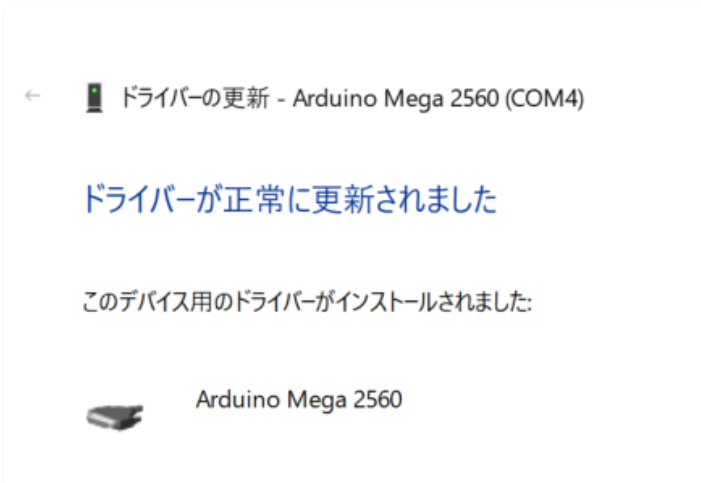 ドライバーの更新 - Arduino Mega 2560 (COM4)
ドライバーが正常に更新されました
このデバイス用のドライバーがインストールされました:
Arduino Mega 2560